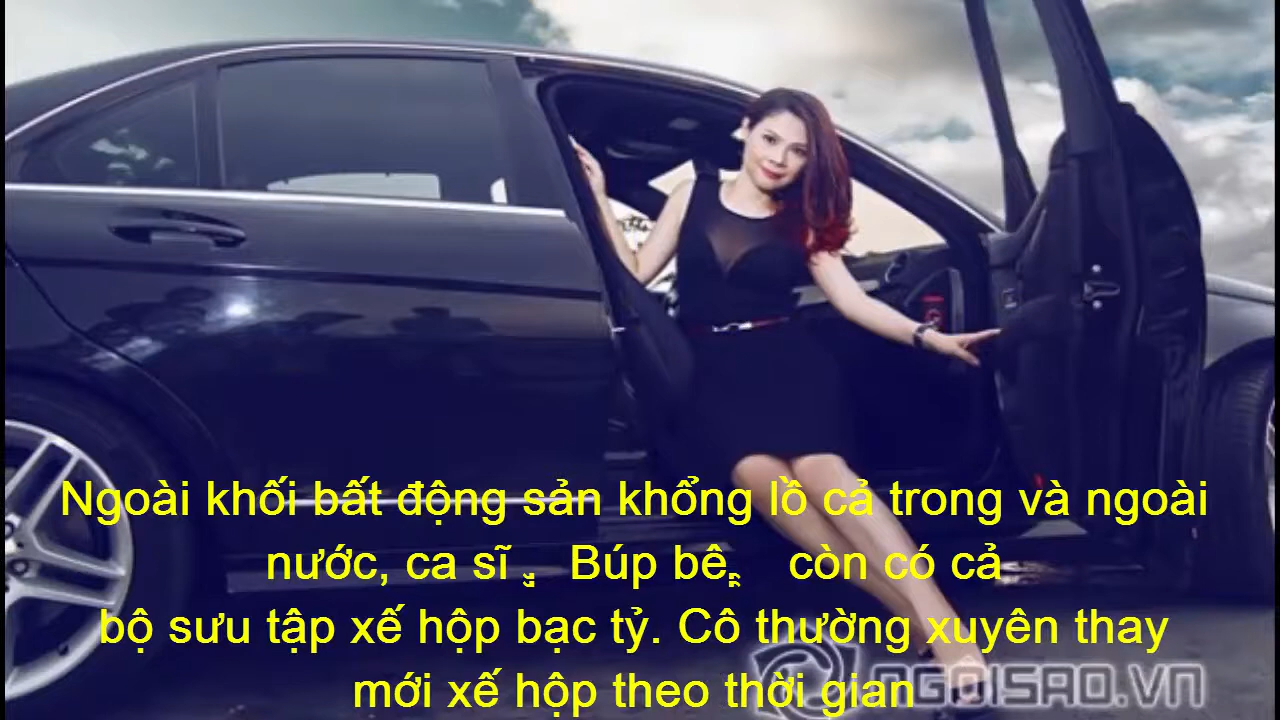 Ngoài khối bất động sản khổng lồ cả trong và ngoài
nước, ca sĩ Búp bê, còn có cả
bộ sưu tập xế hộp bạc tỷ. Cô thường xuyên thay
mới xế hộp theo thời gian
NGOISAO.VN